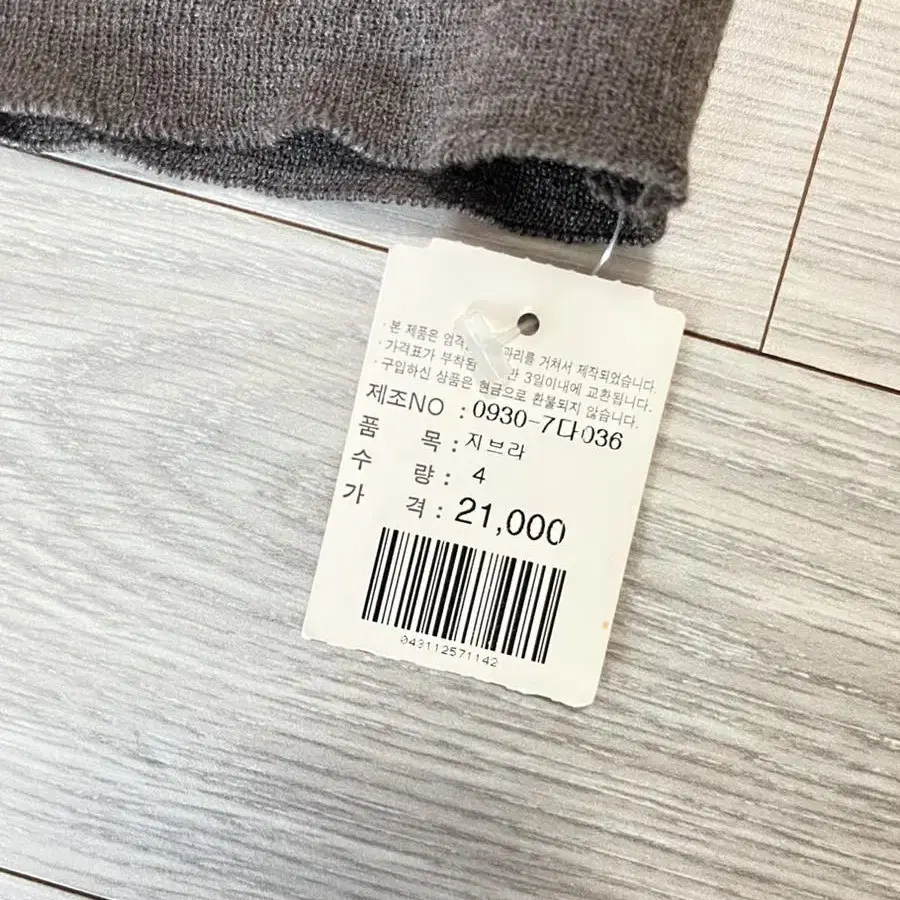 · 본 제품은 엄격 관리를 거쳐서 제작되었습니다.
· 가격표가 부착된 3일이내에 교환됩니다.
· 구입하신 상품은 현금으로 환불되지 않습니다.
제조NO : 0930-7다036
품 목 : 지브라
수 량 : 4
가 격 : 21,000
043112571142